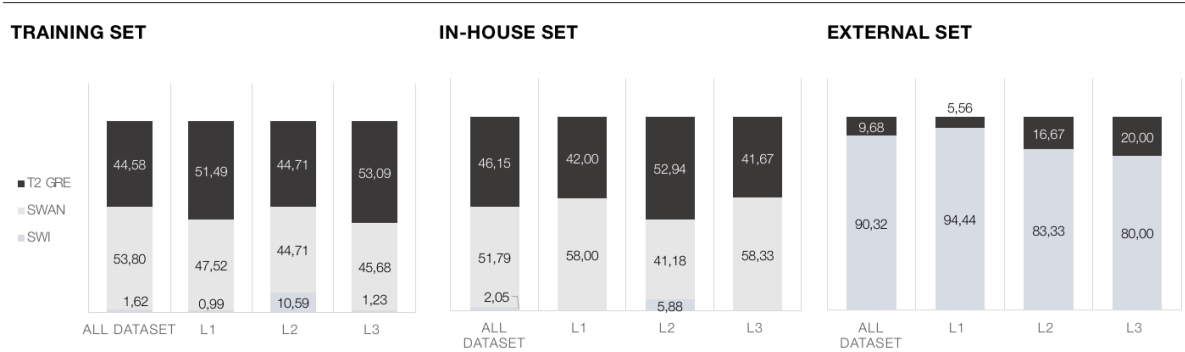 TRAINING SET
IN-HOUSE SET
EXTERNAL SET
T2 GRE
SWAN
SWI
44,58
51,49
44,71
53,09
53,80
47,52
44,71
45,68
1,62
0,99
10,59
1,23
ALL DATASET
L1
L2
L3
46,15
42,00
52,94
41,67
51,79
58,00
41,18
58,33
2,05
5,88
ALL
DATASET
L1
L2
L3
9,68
5,56
16,67
20,00
90,32
94,44
83,33
80,00
ALL
DATASET
L1
L2
L3